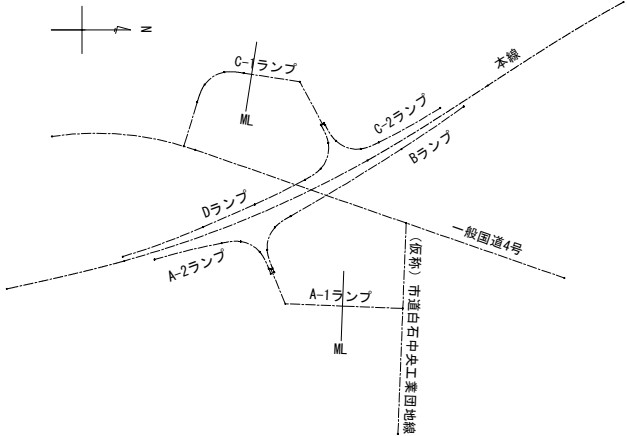 N
C-1ランプ
ML
C-2ランプ
本線
Bランプ
Dランプ
一般国道4号
A-2ランプ
A-1ランプ
ML
(仮称)市道白石中央工業団地線